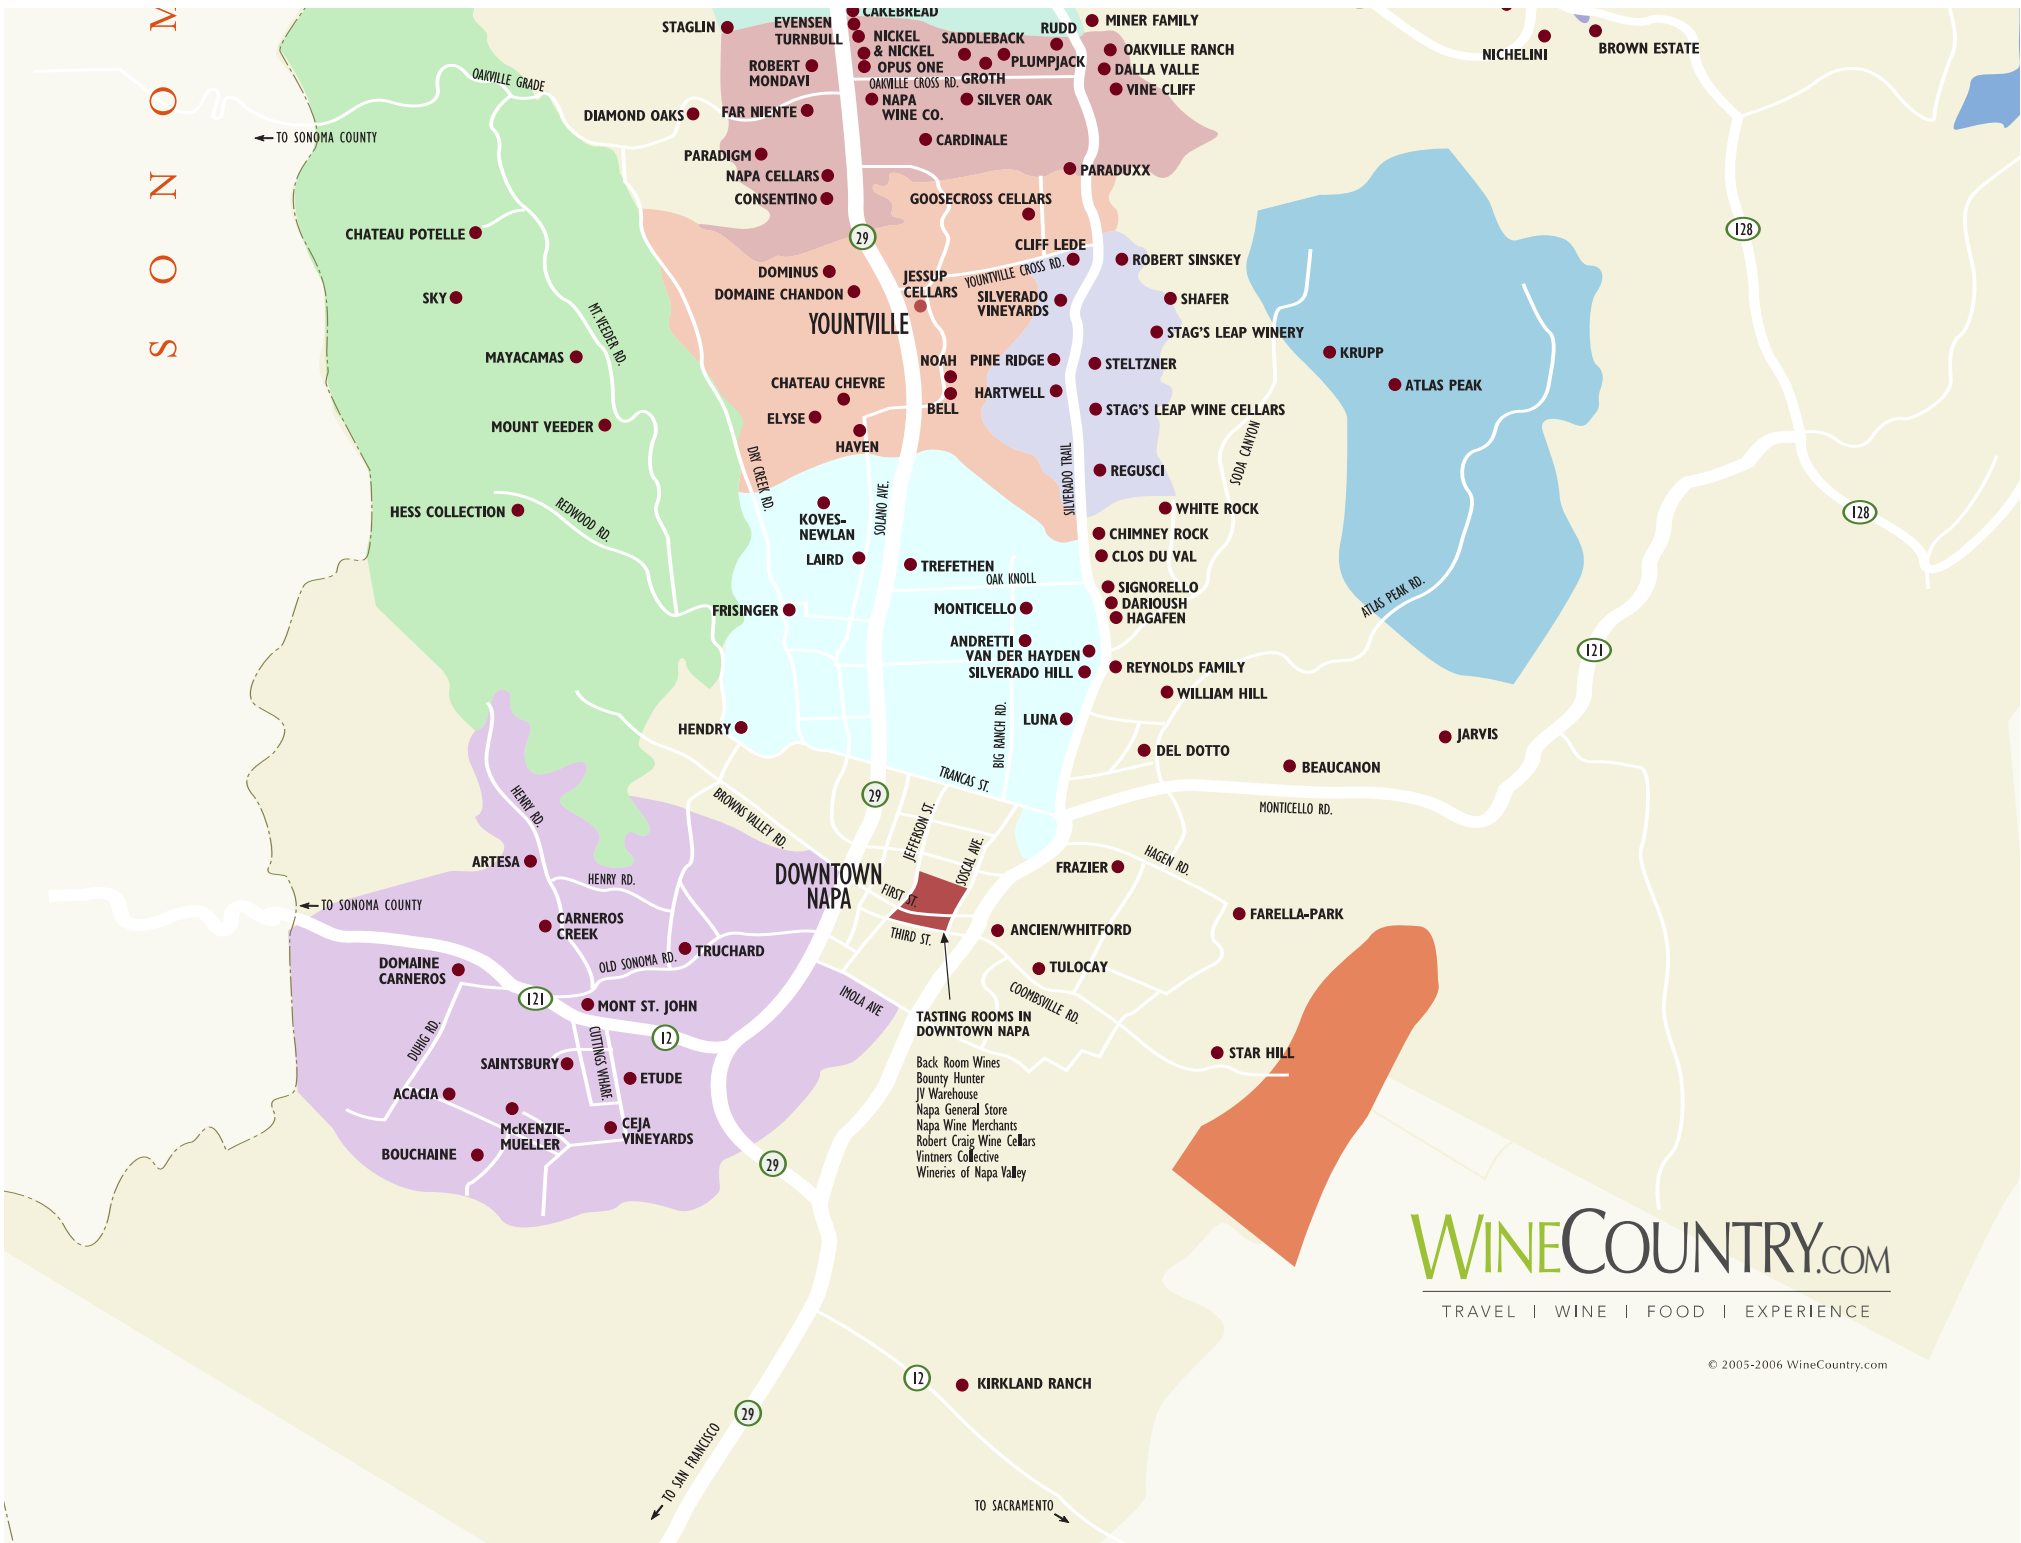 S O N O M
CAKEBREAD
STAGLIN
EVENSEN
TURNBULL
NICKEL
& NICKEL
OPUS ONE
SADDLEBACK
RUDD
MINER FAMILY
OAKVILLE RANCH
PLUMPJACK
GROTH
DALLA VALLE
VINE CLIFF
NICHELINI
BROWN ESTATE
ROBERT
MONDAVI
OAKVILLE CROSS RD.
OAKVILLE GRADE
DIAMOND OAKS
FAR NIENTE
NAPA
WINE CO.
SILVER OAK
TO SONOMA COUNTY
CARDINALE
PARADIGM
NAPA CELLARS
PARADUXX
CONSENTINO
GOOSECROSS CELLARS
CHATEAU POTELLE
29
128
CLIFF LEDE
ROBERT SINSKEY
YOUNTVILLE CROSS RD.
DOMINUS
JESSUP
CELLARS
DOMAINE CHANDON
SKY
SILVERADO
VINEYARDS
SHAFER
YOUNTVILLE
STAG'S LEAP WINERY
MT. VEEDER RD.
MAYACAMAS
NOAH
PINE RIDGE
STELTZNER
KRUPP
CHATEAU CHEVRE
ATLAS PEAK
HARTWELL
BELL
ELYSE
STAG'S LEAP WINE CELLARS
MOUNT VEEDER
HAVEN
SODA CANYON
DRY CREEK RD.
SILVERADO TRAIL
REGUSCI
SOLANO AVE.
HESS COLLECTION
REDWOOD RD.
KOVES-
NEWLAN
WHITE ROCK
128
CHIMNEY ROCK
LAIRD
TREFETHEN
CLOS DU VAL
OAK KNOLL
SIGNORELLO
DARIOUSH
HAGAFEN
ATLAS PEAK RD.
FRISINGER
MONTICELLO
ANDRETTI
VAN DER HAYDEN
SILVERADO HILL
REYNOLDS FAMILY
121
WILLIAM HILL
HENDRY
LUNA
BIG RANCH RD.
DEL DOTTO
JARVIS
BEAUCANON
TRANCAS ST.
29
MONTICELLO RD.
HENRY RD.
BROWNS VALLEY RD.
JEFFERSON ST.
SOSCAL AVE.
ARTESA
HENRY RD.
DOWNTOWN
NAPA
FIRST ST.
FRAZIER
HAGEN RD.
TO SONOMA COUNTY
CARNEROS
CREEK
THIRD ST.
ANCIEN/WHITFORD
FARELLA-PARK
TRUCHARD
OLD SONOMA RD.
DOMAINE
CARNEROS
TULOCAY
121
MONT ST. JOHN
IMOLA AVE
COOMBSVILLE RD.
12
DUHIG RD.
CUTTINGS WHARF.
SAINTSBURY
ETUDE
STAR HILL
ACACIA
McKENZIE-
MUELLER
CEJA
VINEYARDS
BOUCHAINE
29
TASTING ROOMS IN
DOWNTOWN NAPA
Back Room Wines
Bounty Hunter
JV Warehouse
Napa General Store
Napa Wine Merchants
Robert Craig Wine Cellars
Vintners Collective
Wineries of Napa Valley
WINECOUNTRY.COM
TRAVEL | WINE | FOOD | EXPERIENCE
© 2005-2006 WineCountry.com
12
KIRKLAND RANCH
29
TO SAN FRANCISCO
TO SACRAMENTO